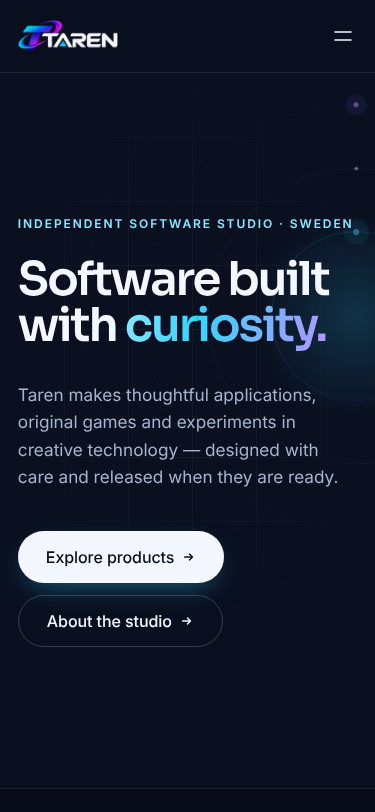 TAREN
INDEPENDENT SOFTWARE STUDIO · SWEDEN
Software built
with curiosity.
Taren makes thoughtful applications,
original games and experiments in
creative technology — designed with
care and released when they are ready.
Explore products →
About the studio →